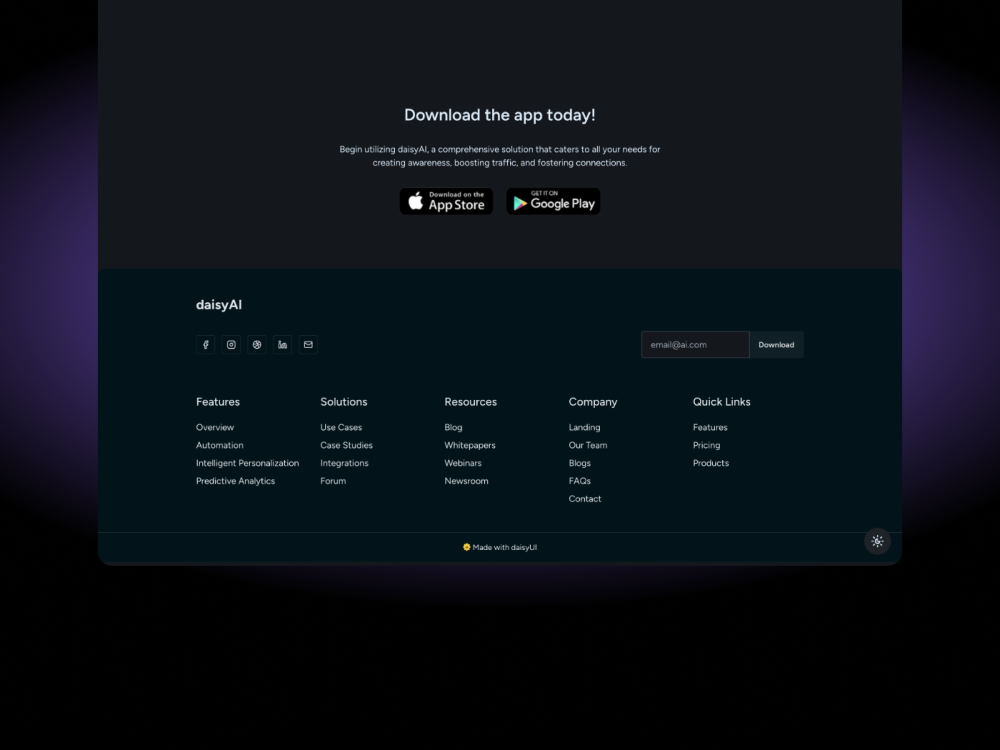 Download the app today!
Begin utilizing daisyAI, a comprehensive solution that caters to all your needs for
creating awareness, boosting traffic, and fostering connections.
Download on the
App Store
GET IT ON
Google Play
daisyAI
email@ai.com
Download
Features
Overview
Automation
Intelligent Personalization
Predictive Analytics
Solutions
Use Cases
Case Studies
Integrations
Forum
Resources
Blog
Whitepapers
Webinars
Newsroom
Company
Landing
Our Team
Blogs
FAQs
Contact
Quick Links
Features
Pricing
Products
🌼 Made with daisyUI